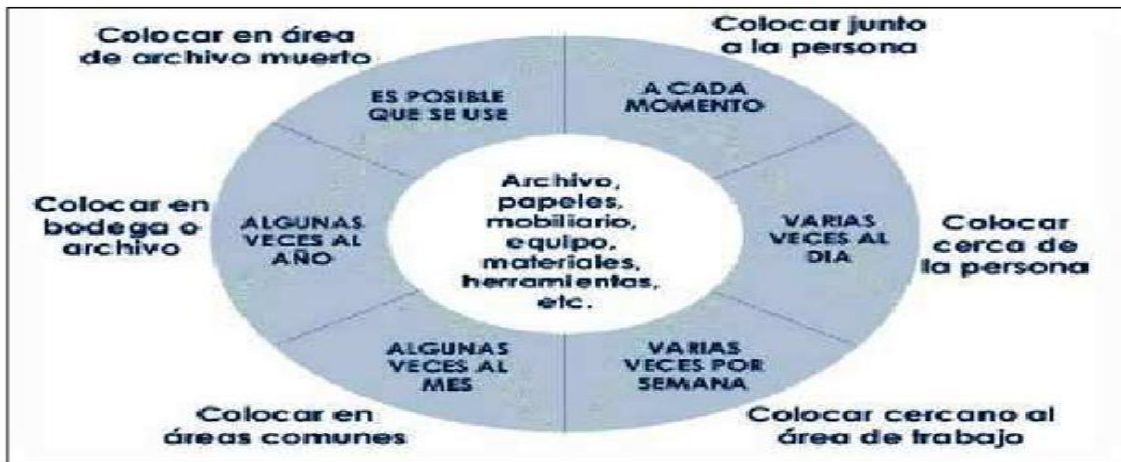 Colocar en área
de archivo muerto
Colocar junto
a la persona
ES POSIBLE
QUE SE USE
A CADA
MOMENTO
Colocar en
bodega o
archivo
ALGUNAS
VECES AL
AÑO
Archivo,
papeles,
mobiliario,
equipo,
materiales,
herramientas,
etc.
VARIAS
VECES AL
DIA
Colocar
cerca de
la persona
ALGUNAS
VECES AL
MES
VARIAS
VECES POR
SEMANA
Colocar en
áreas comunes
Colocar cercano al
área de trabajo